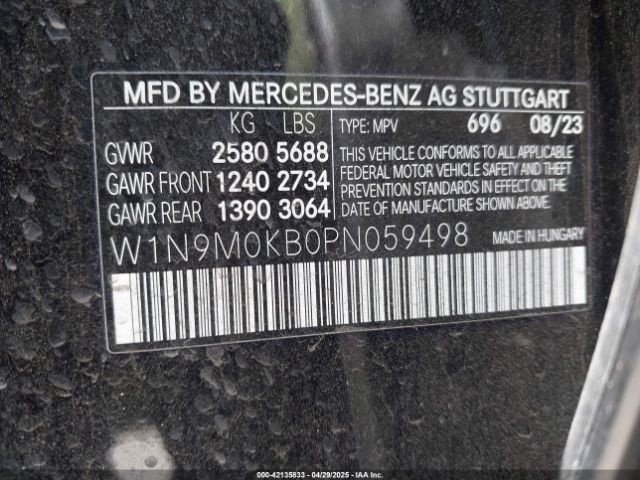 MFD BY MERCEDES-BENZ AG STUTTGART
KG LBS TYPE: MPV 696 08/23
GVWR 2580 5688
GAWR FRONT 1240 2734
GAWR REAR 1390 3064
THIS VEHICLE CONFORMS TO ALL APPLICABLE
FEDERAL MOTOR VEHICLE SAFETY AND THEFT
PREVENTION STANDARDS IN EFFECT ON THE
DATE OF MANUFACTURE SHOWN ABOVE.
W1N9M0KB0PN059498 MADE IN HUNGARY
000-42135833 - 04/29/2025 - IAAI.COM